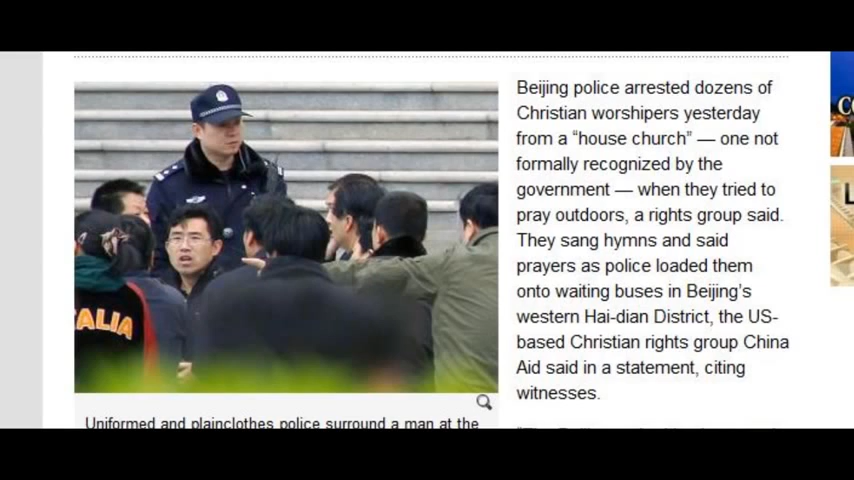 Beijing police arrested dozens of
Christian worshipers yesterday
from a “house church” — one not
formally recognized by the
government — when they tried to
pray outdoors, a rights group said.
They sang hymns and said
prayers as police loaded them
onto waiting buses in Beijing’s
western Hai-dian District, the US-
based Christian rights group China
Aid said in a statement, citing
witnesses.
ALIA
Uniformed and plainclothes police surround a man at the